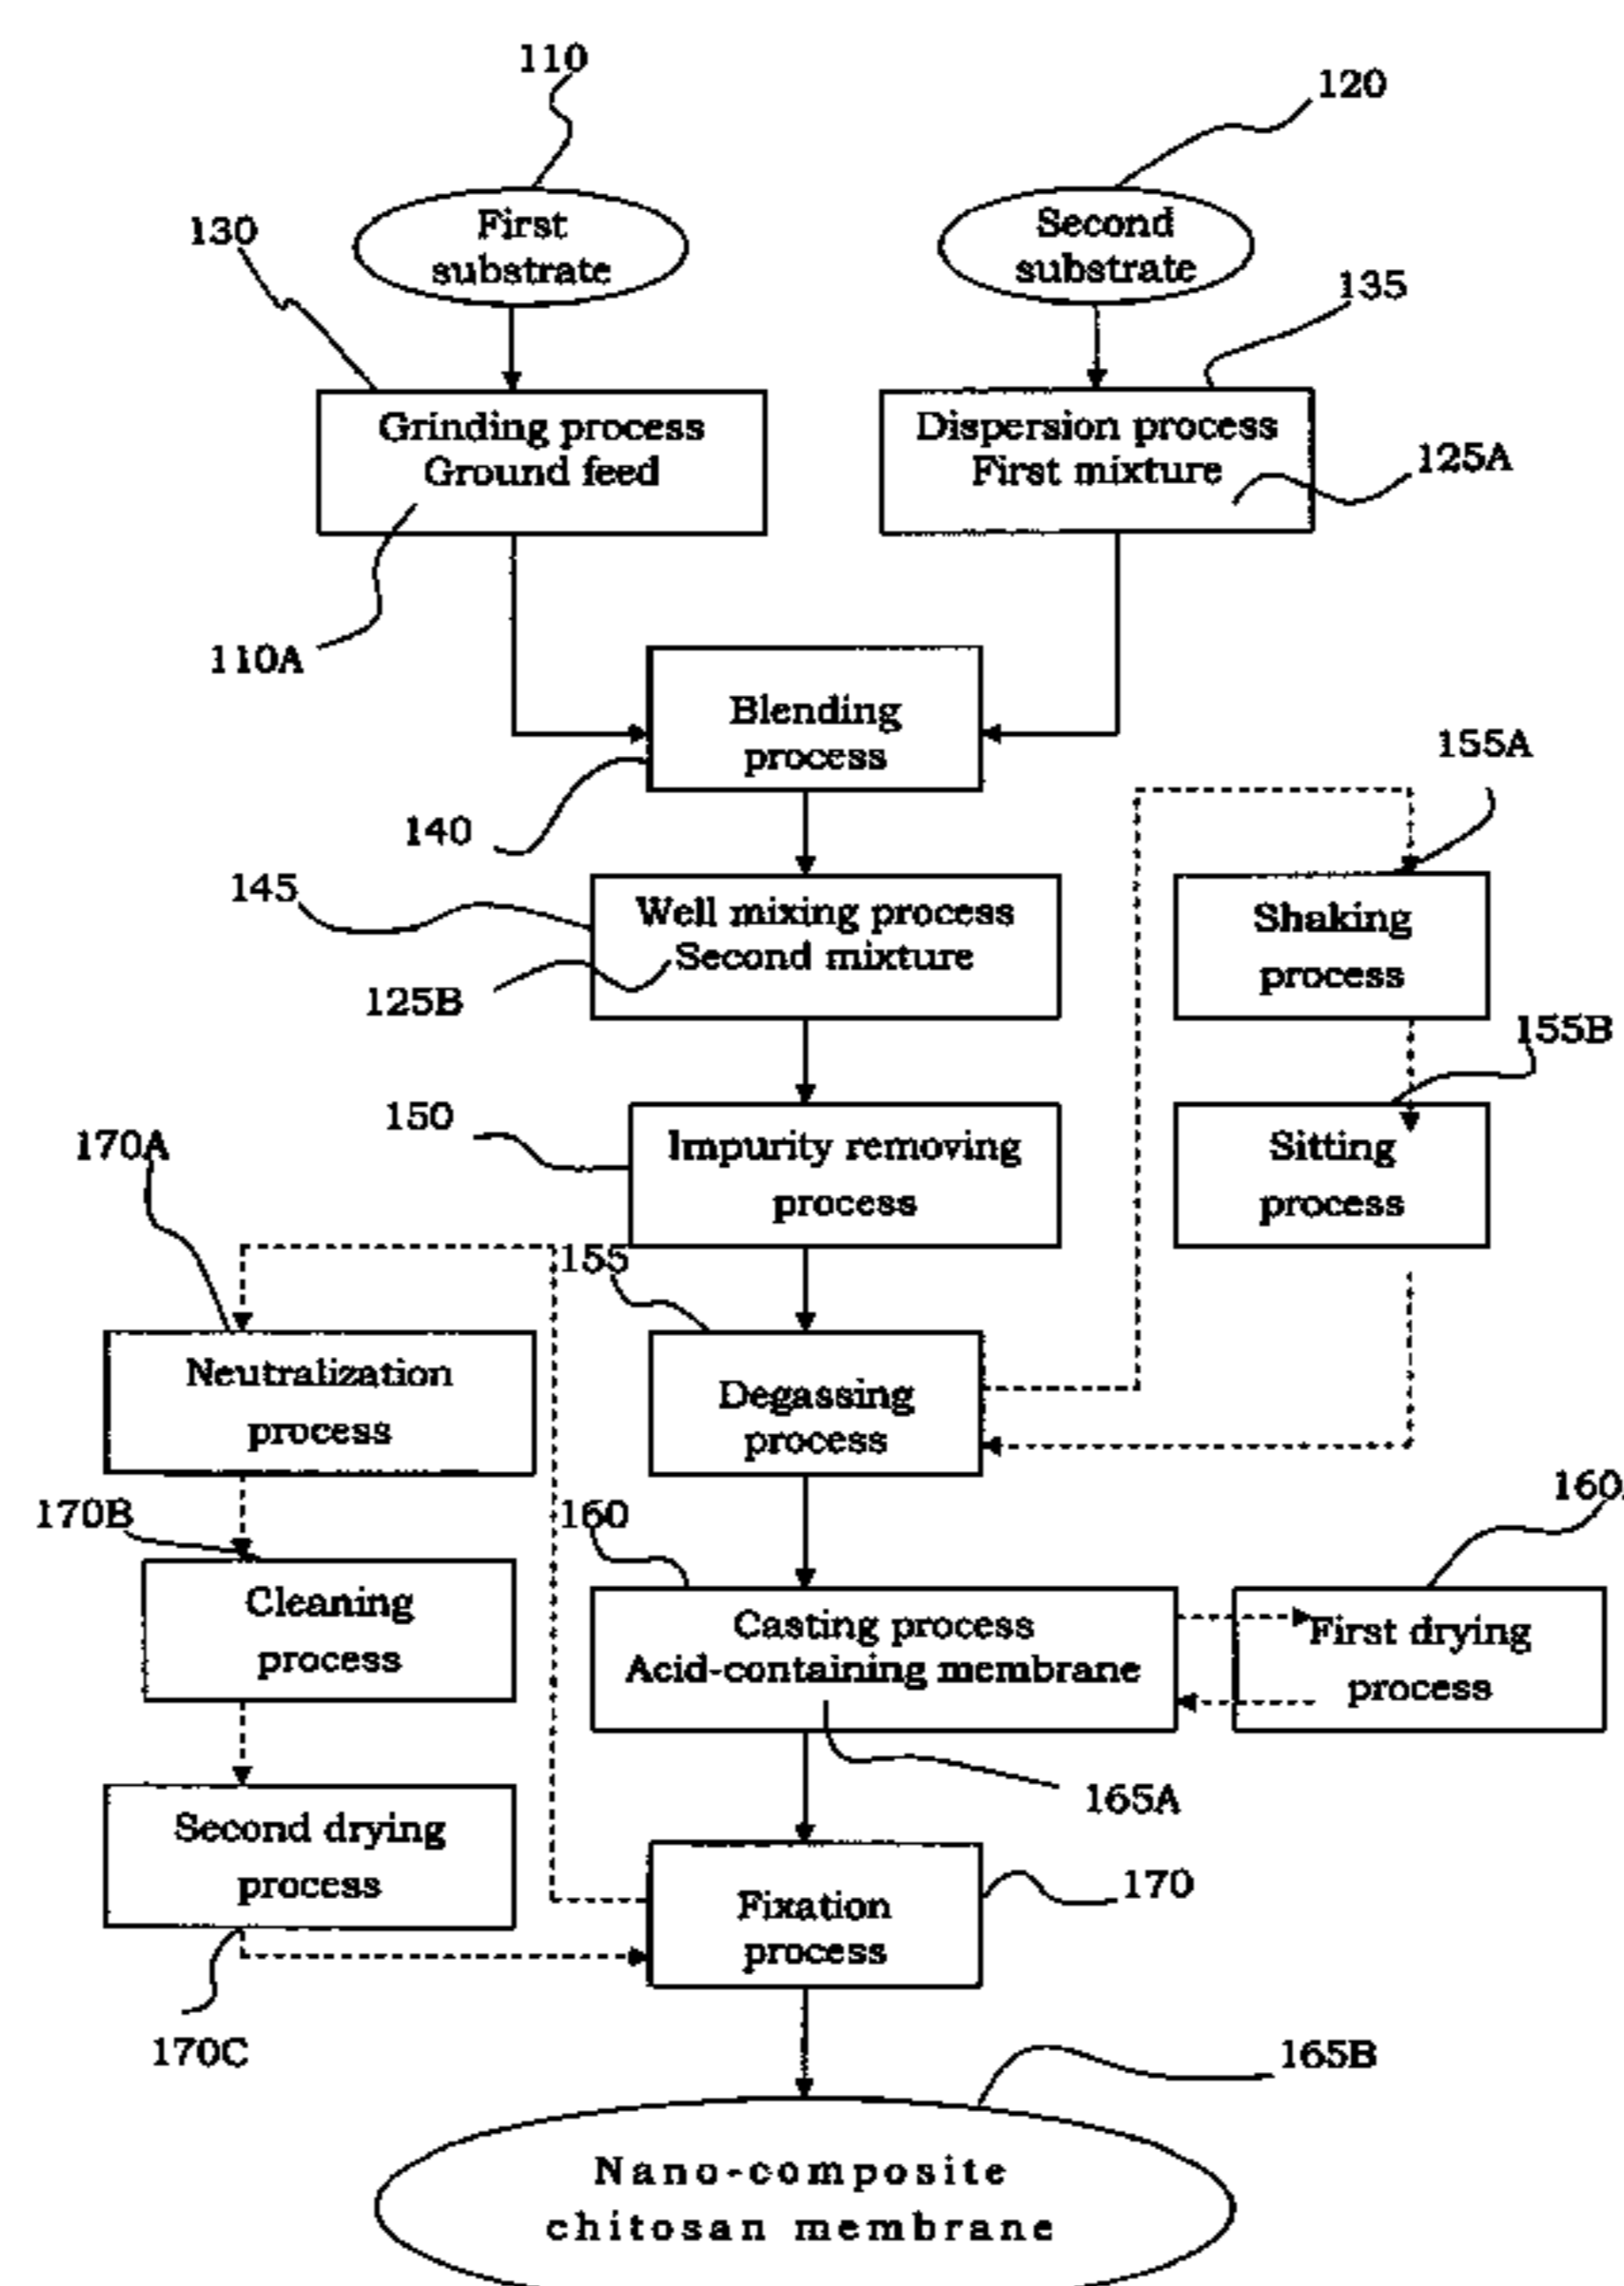 110
120
First
substrate
Second
substrate
130
135
Grinding process
Ground feed
Dispersion process
First mixture
125A
110A
Blending
process
155A
140
145
Well mixing process
Second mixture
Shaking
process
125B
155B
150
Impurity removing
process
Sitting
process
170A
155
Neutralization
process
Degassing
process
170B
160
160
Cleaning
process
Casting process
Acid-containing membrane
First drying
process
165A
Second drying
process
170
Fixation
process
170C
165B
Nano-composite
chitosan membrane